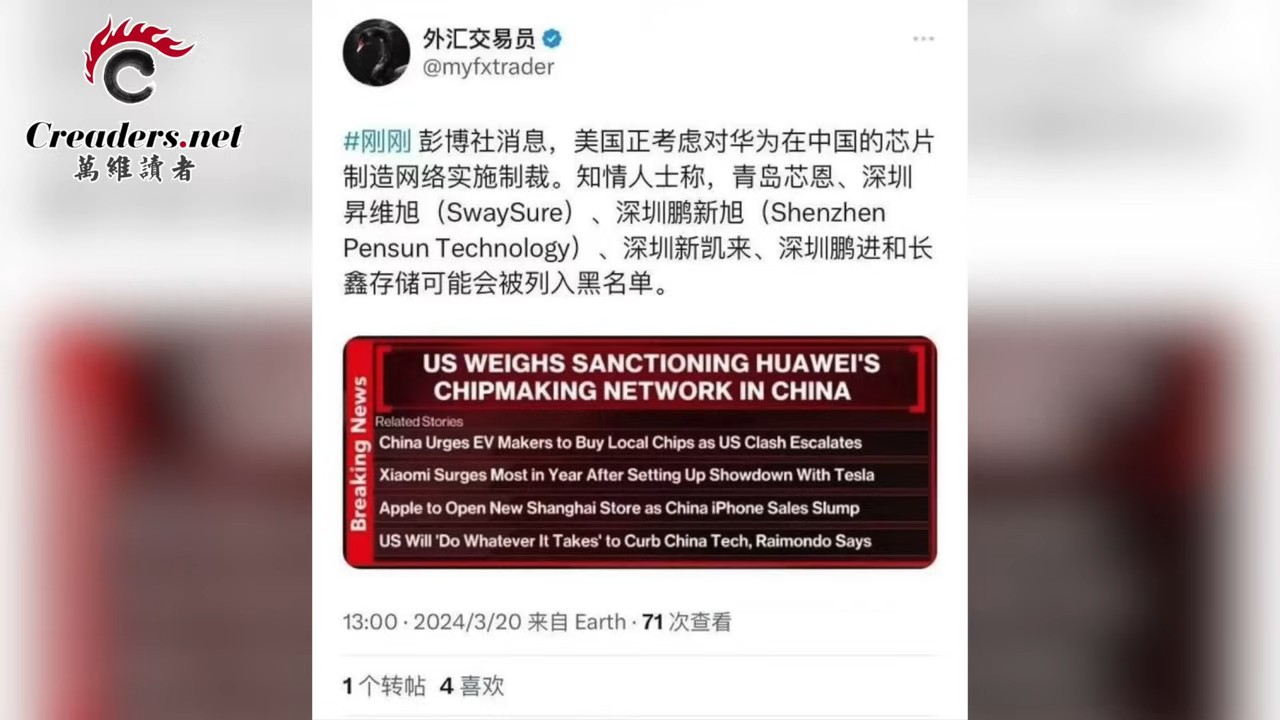 Creaders.net
萬維讀者
外汇交易员
@myfxtrader
#刚刚 彭博社消息，美国正考虑对华为在中国的芯片
制造网络实施制裁。知情人士称，青岛芯恩、深圳
昇维旭（SwaySure）、深圳鹏新旭（Shenzhen
Pensun Technology）、深圳新凯来、深圳鹏进和长
鑫存储可能会被列入黑名单。
Breaking News
US WEIGHS SANCTIONING HUAWEI'S
CHIPMAKING NETWORK IN CHINA
Related Stories
China Urges EV Makers to Buy Local Chips as US Clash Escalates
Xiaomi Surges Most in Year After Setting Up Showdown With Tesla
Apple to Open New Shanghai Store as China iPhone Sales Slump
US Will 'Do Whatever It Takes' to Curb China Tech, Raimondo Says
13:00 · 2024/3/20 来自 Earth · 71 次查看
1 个转帖 4 喜欢